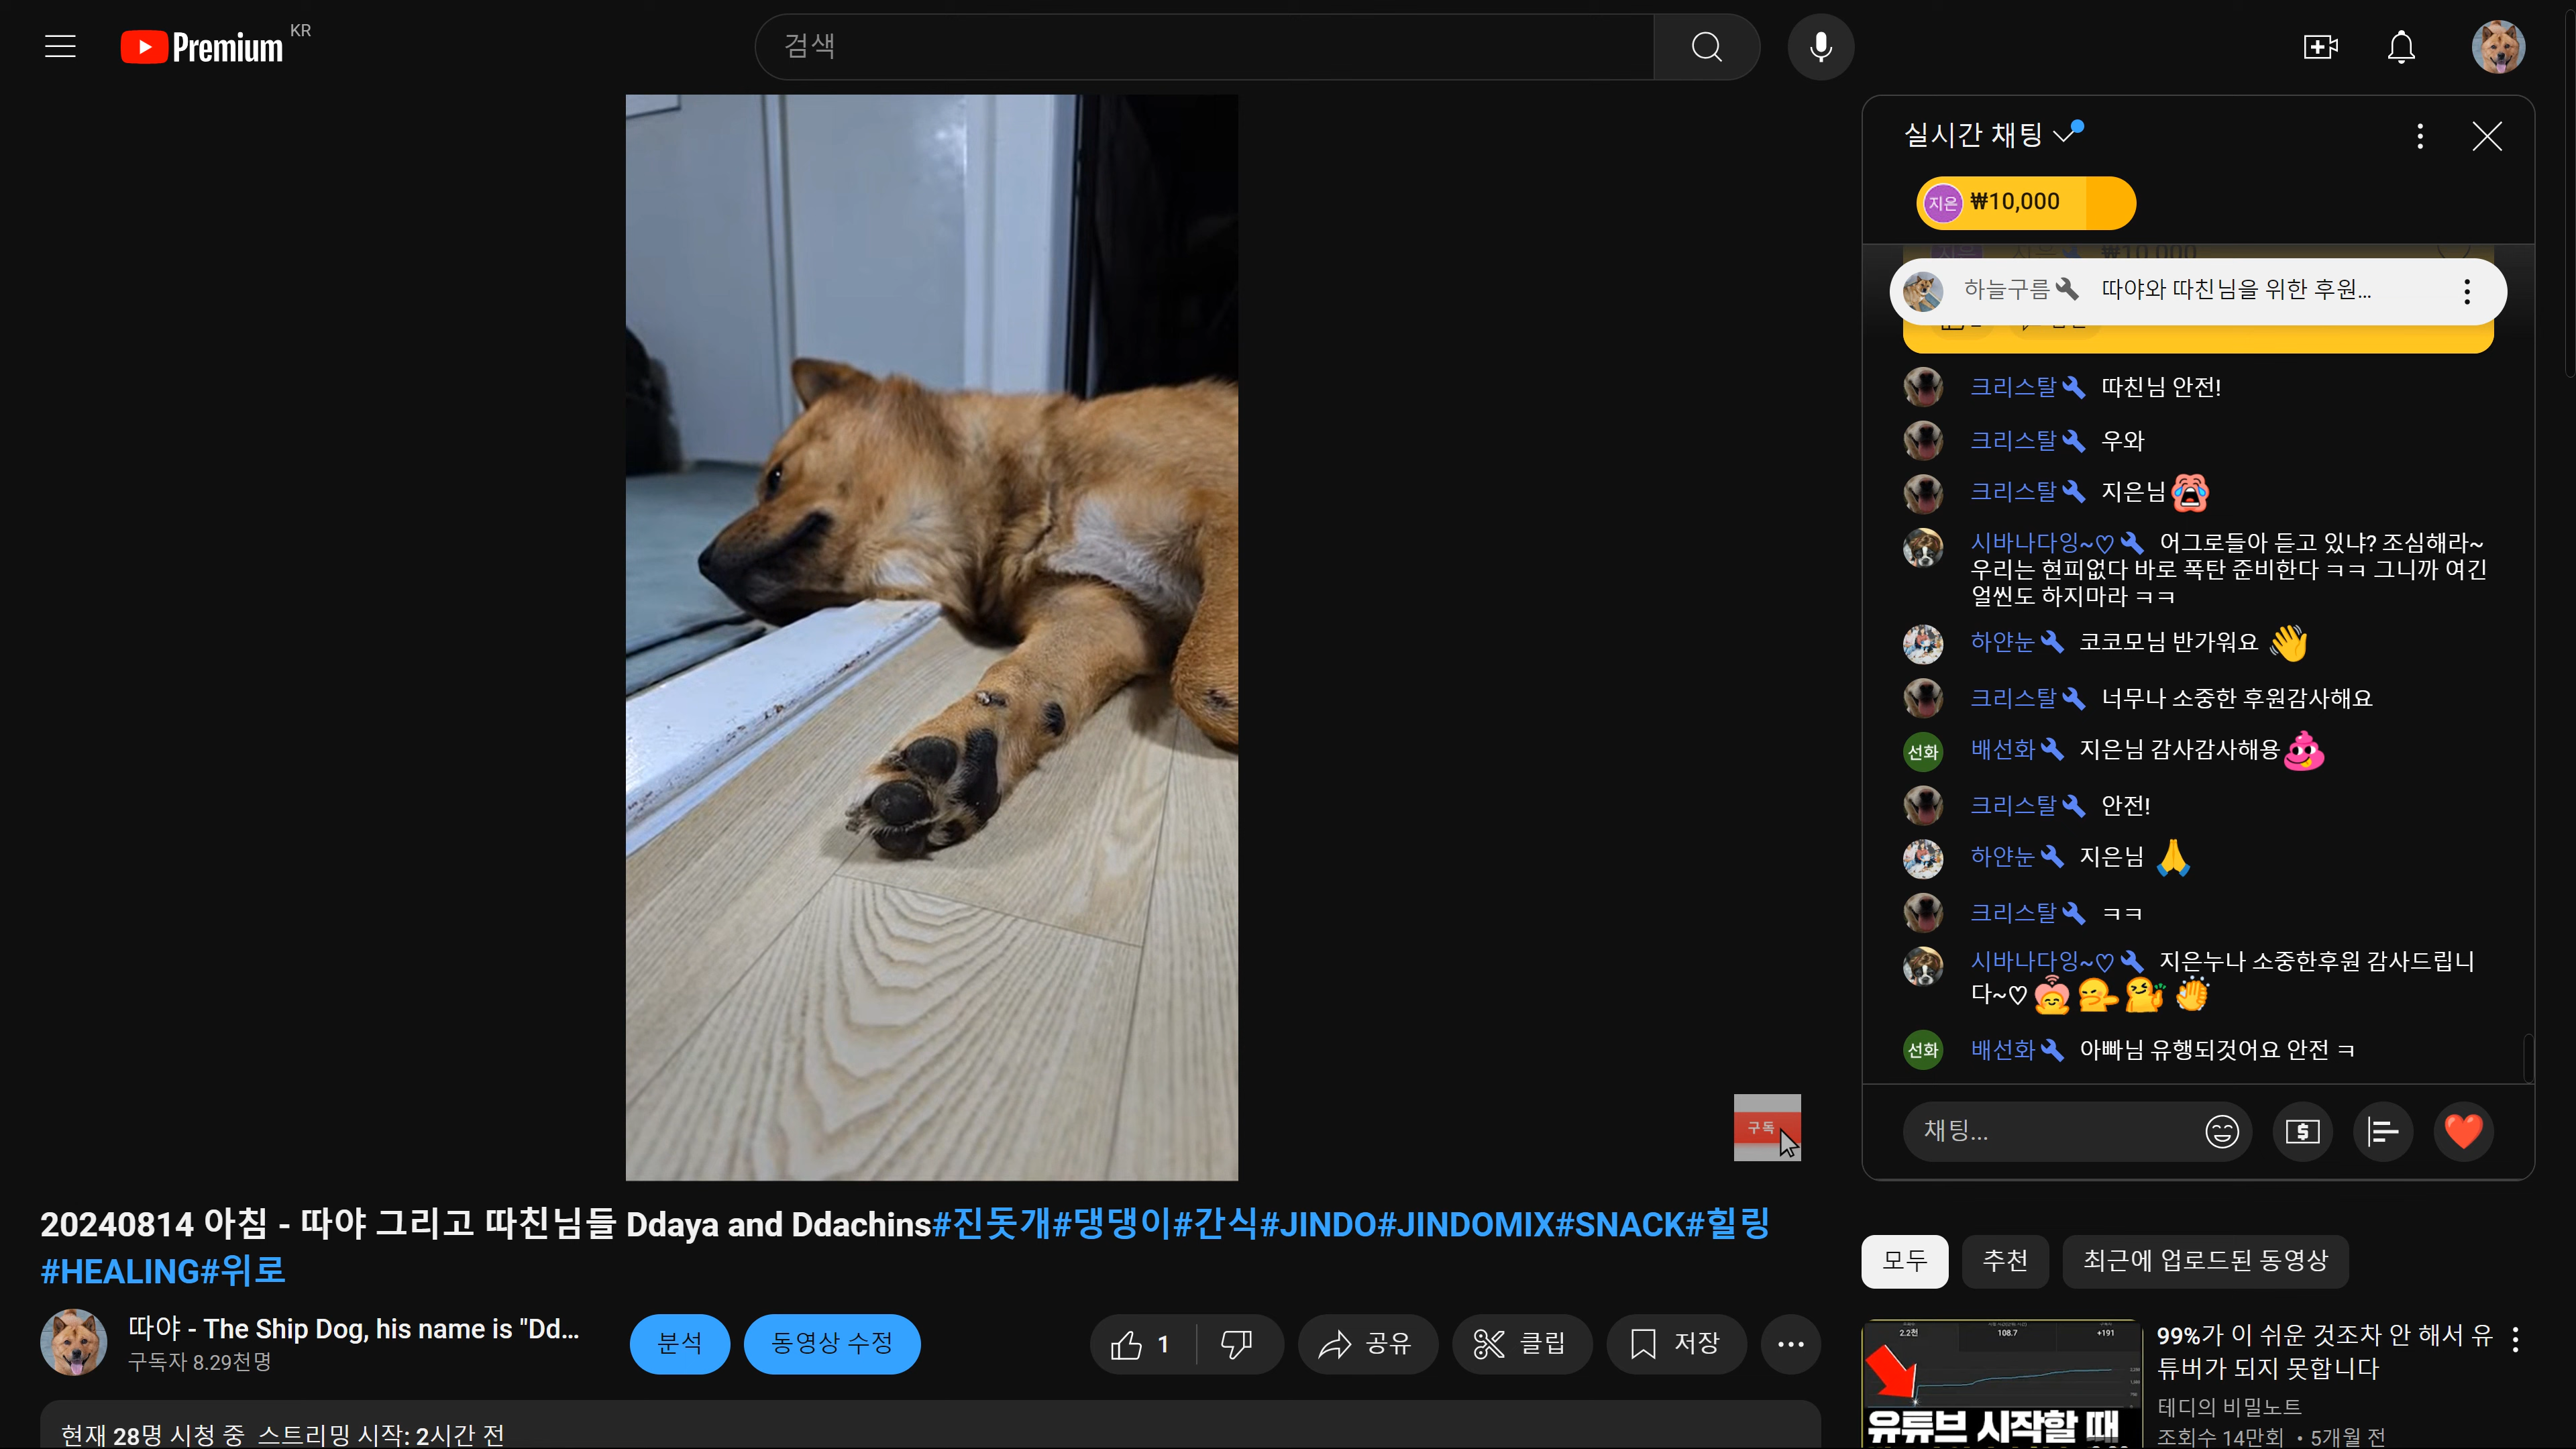 Premium KR
검색
실시간 채팅
지은 ₩10,000
하늘구름 따야와 따친님을 위한 후원...
크리스탈 따친님 안전!
크리스탈 우와
크리스탈 지은님
시바나다잉~♡ 어그로들아 듣고 있냐? 조심해라~
우리는 현피없다 바로 폭탄 준비한다 ㅋㅋ 그니까 여긴
얼씬도 하지마라 ㅋㅋ
하얀눈 코코모님 반가워요
크리스탈 너무나 소중한 후원감사해요
선화 배선화 지은님 감사감사해용
크리스탈 안전!
하얀눈 지은님
크리스탈 ㅋㅋ
시바나다잉~♡ 지은누나 소중한후원 감사드립니
다~♡
선화 배선화 아빠님 유행되것어요 안전 ㅋ
채팅...
구독
20240814 아침 - 따야 그리고 따친님들 Ddaya and Ddachins#진돗개#댕댕이#간식#JINDO#JINDOMIX#SNACK#힐링
#HEALING#위로
따야 - The Ship Dog, his name is "Dd...
구독자 8.29천명
분석
동영상 수정
1
공유
클립
저장
현재 28명 시청 중 스트리밍 시작: 2시간 전
모두
추천
최근에 업로드된 동영상
2.2천 108.7 +191
유튜브 시작할 때
99%가 이 쉬운 것조차 안 해서 유
튜버가 되지 못합니다
테디의 비밀노트
조회수 14만회 • 5개월 전